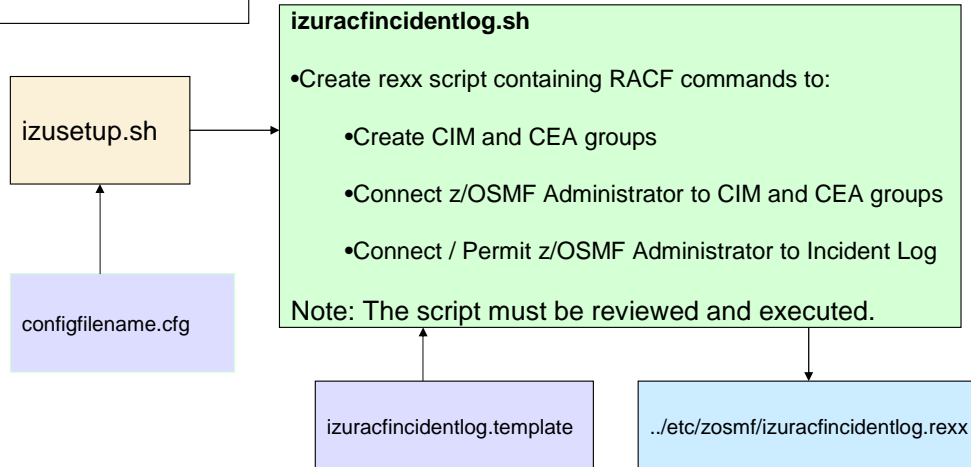 izuracfincidentlog.sh
•Create rexx script containing RACF commands to:
•Create CIM and CEA groups
•Connect z/OSMF Administrator to CIM and CEA groups
•Connect / Permit z/OSMF Administrator to Incident Log
Note: The script must be reviewed and executed.
izusetup.sh
configfilename.cfg
izuracfincidentlog.template
../etc/zosmf/izuracfincidentlog.rexx